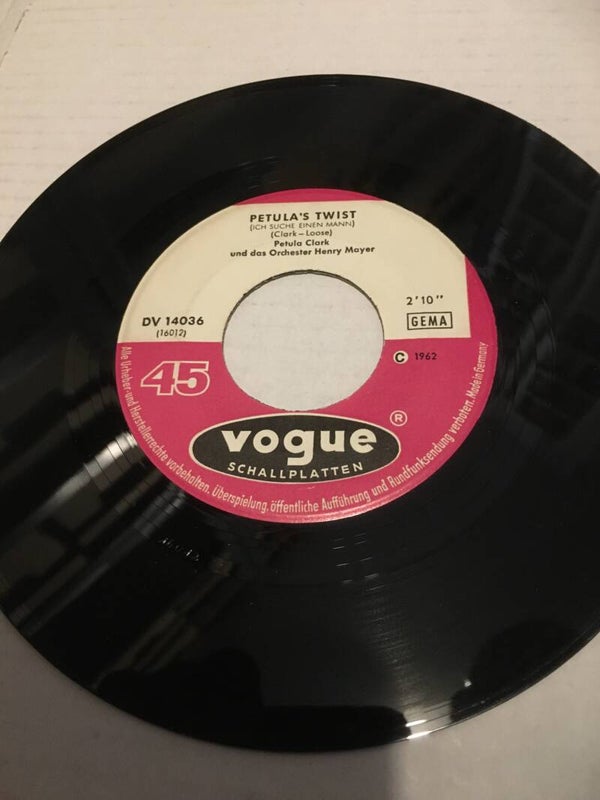 PETULA'S TWIST
(ICH SUCHE EINEN MANN)
(Clark – Loose)
Petula Clark
und das Orchester Henry Mayer
2'10"
GEMA
DV 14036
(16012)
℗ 1962
45
vogue ®
SCHALLPLATTEN
Alle Urheber- und Herstellerrechte vorbehalten. Überspielung, öffentliche Aufführung und Rundfunksendung verboten. Made in Germany